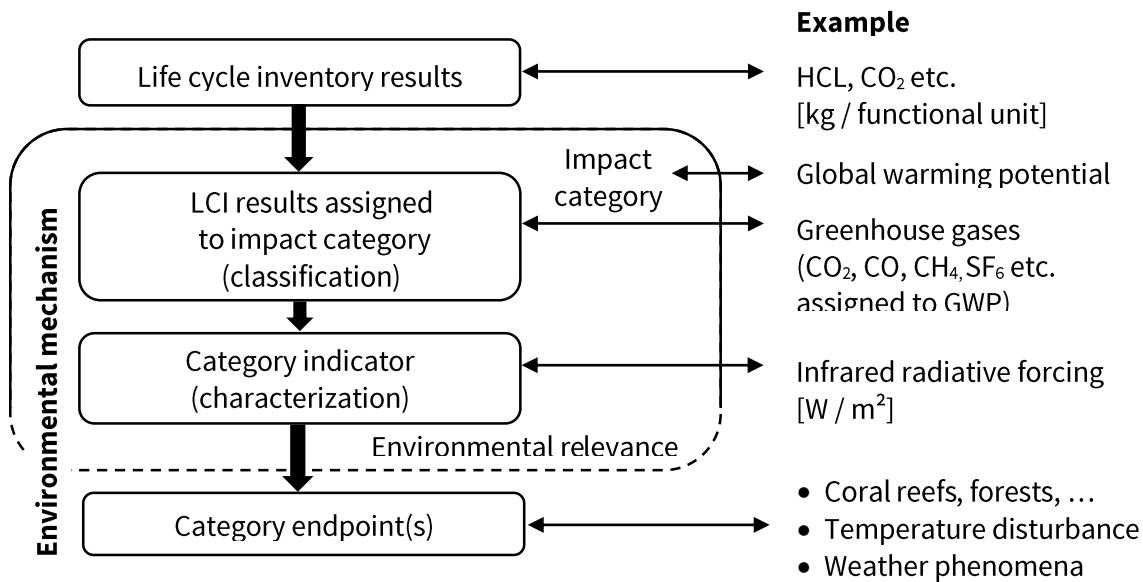 Example
Life cycle inventory results
HCL, CO₂ etc.
[kg / functional unit]
Impact
category
Global warming potential
LCI results assigned
to impact category
(classification)
Greenhouse gases
(CO₂, CO, CH₄, SF₆ etc.
assigned to GWP)
Environmental mechanism
Category indicator
(characterization)
Infrared radiative forcing
[W / m²]
Environmental relevance
Category endpoint(s)
• Coral reefs, forests, …
• Temperature disturbance
• Weather phenomena